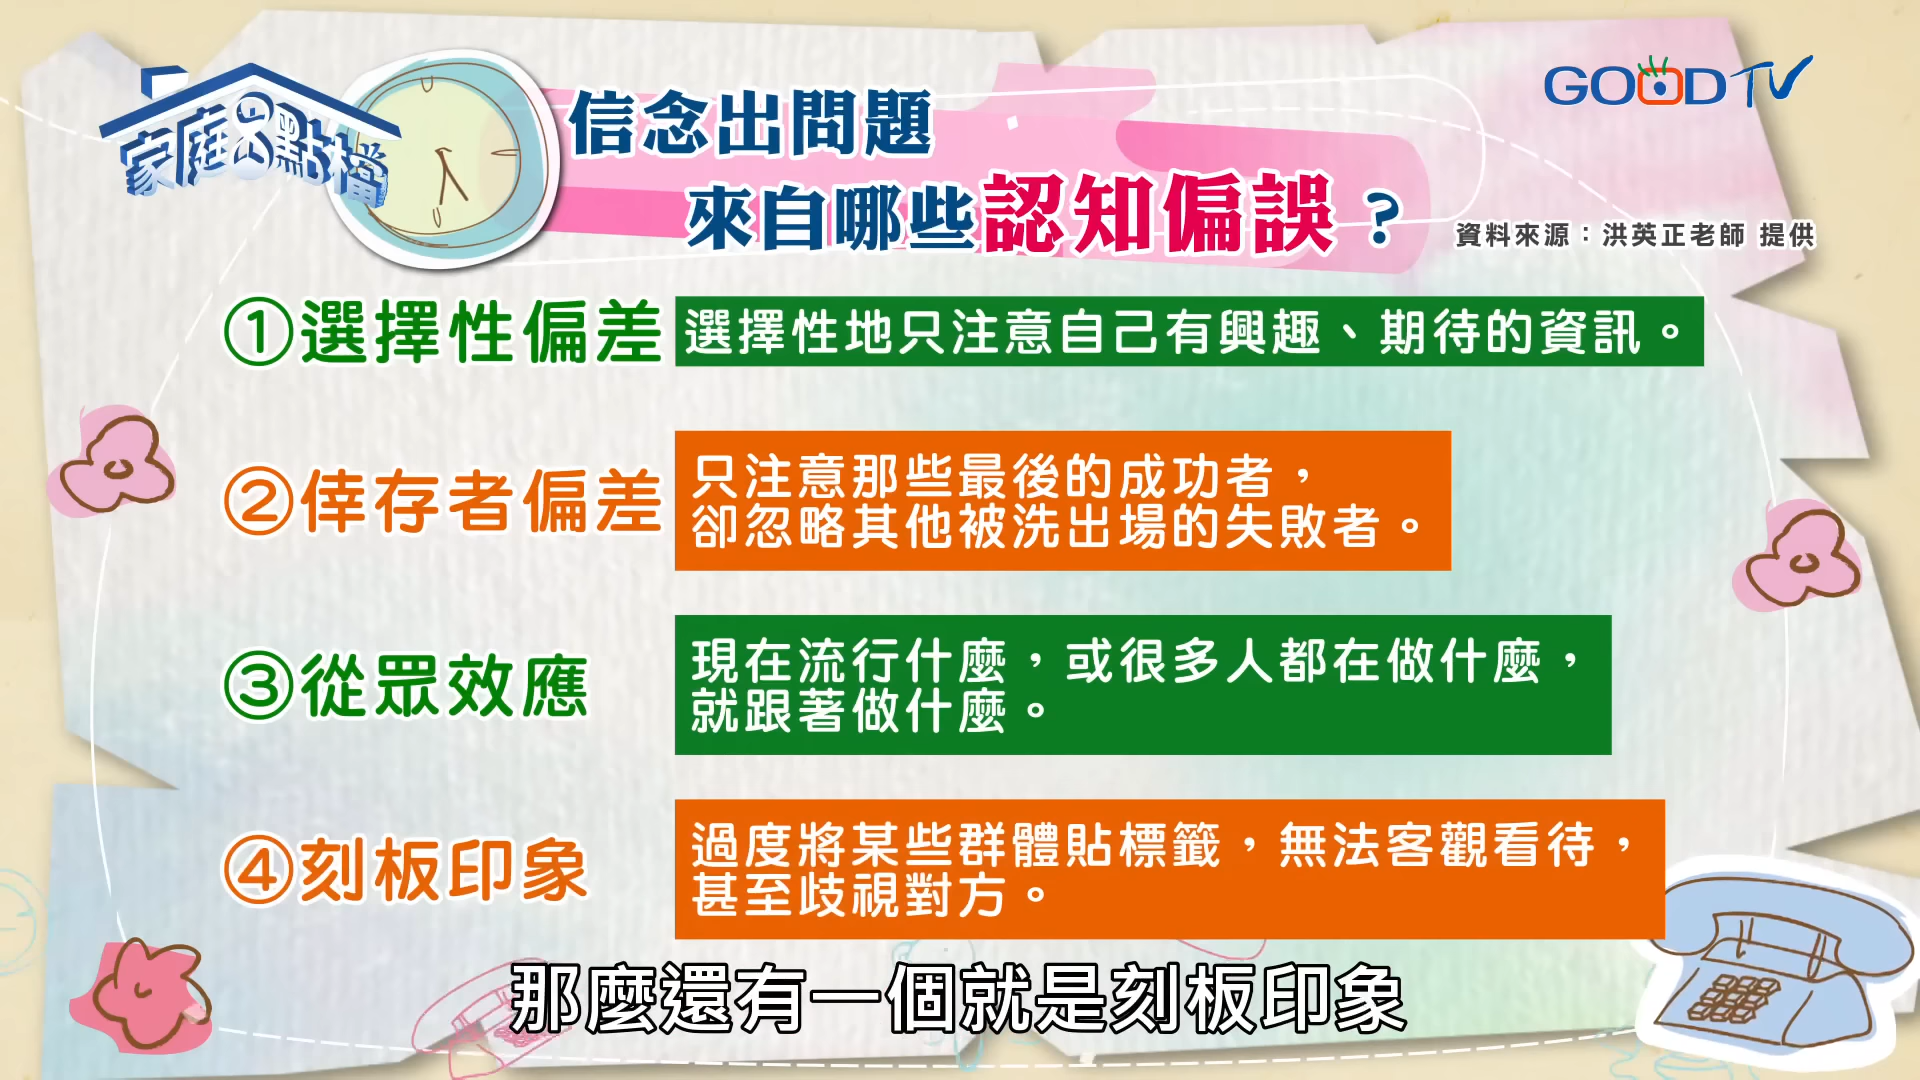 家庭8點檔
GOODTV
信念出問題
來自哪些認知偏誤?
資料來源:洪英正老師 提供
①選擇性偏差
選擇性地只注意自己有興趣、期待的資訊。
②倖存者偏差
只注意那些最後的成功者,
卻忽略其他被洗出場的失敗者。
③從眾效應
現在流行什麼,或很多人都在做什麼,
就跟著做什麼。
④刻板印象
過度將某些群體貼標籤,無法客觀看待,
甚至歧視對方。
那麼還有一個就是刻板印象